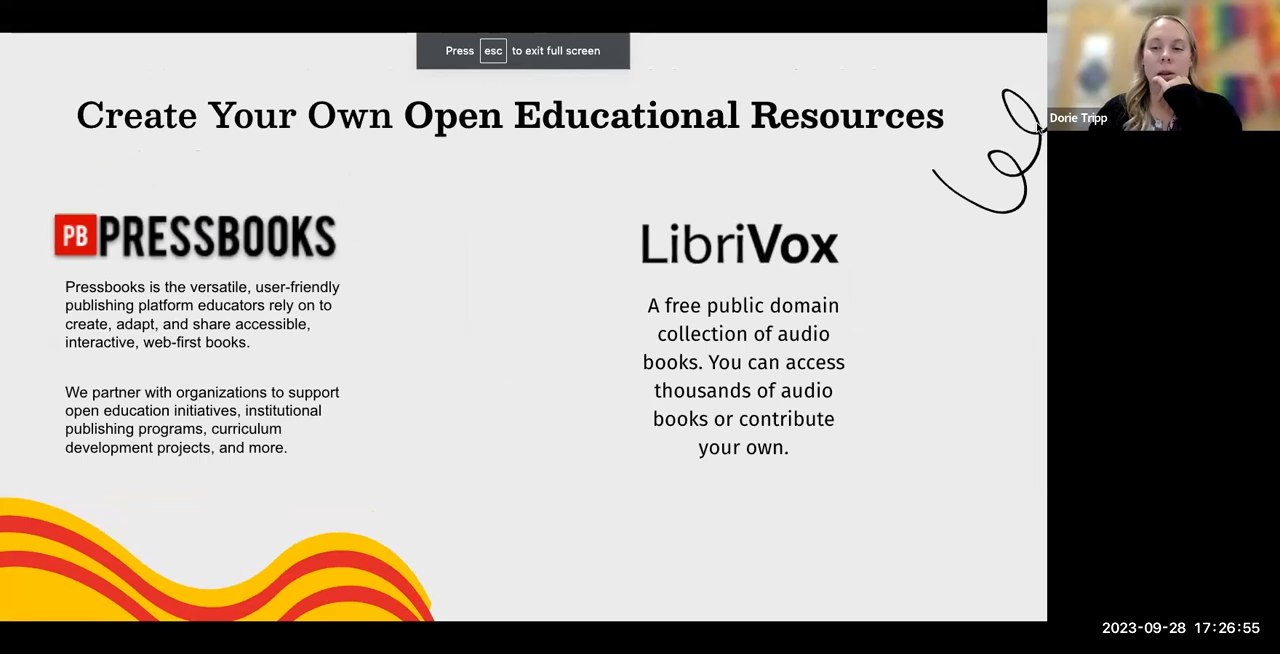 Press esc to exit full screen
Create Your Own Open Educational Resources
Dorie Tripp
PB PRESSBOOKS
Pressbooks is the versatile, user-friendly
publishing platform educators rely on to
create, adapt, and share accessible,
interactive, web-first books.
We partner with organizations to support
open education initiatives, institutional
publishing programs, curriculum
development projects, and more.
LibriVox
A free public domain
collection of audio
books. You can access
thousands of audio
books or contribute
your own.
2023-09-28 17:26:55